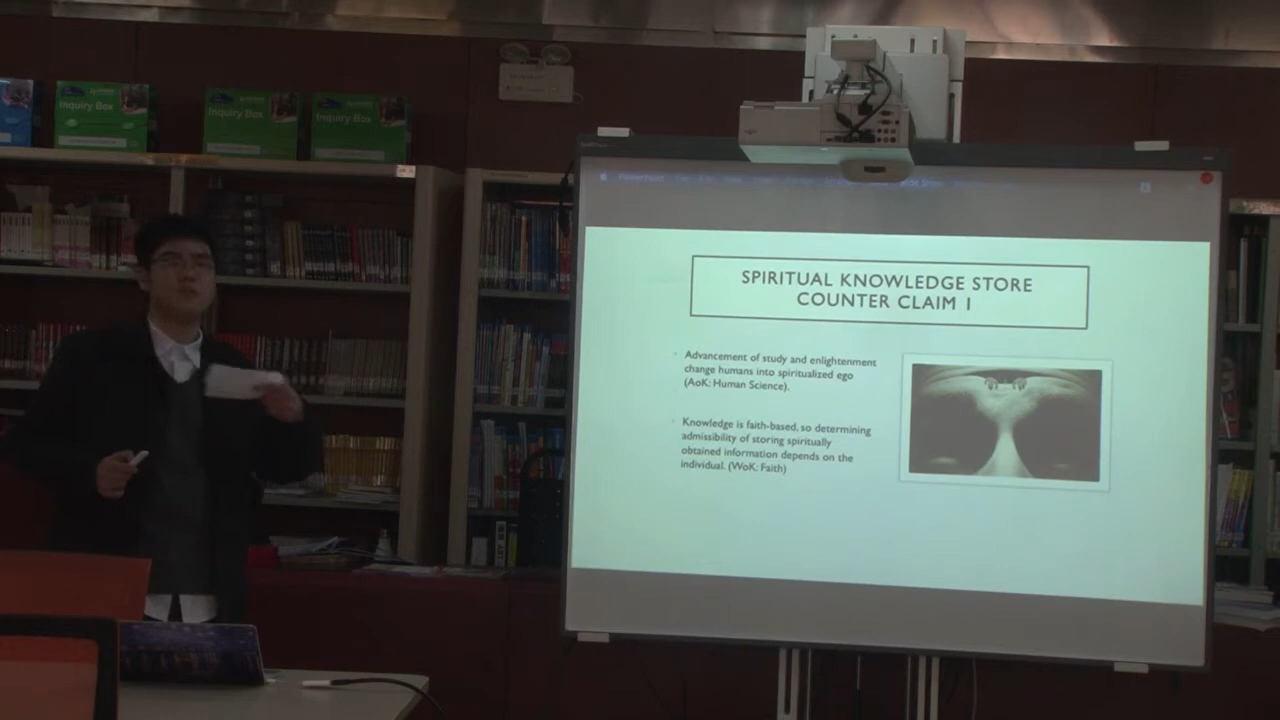 Inquiry Box
Inquiry Box
Inquiry Box
SPIRITUAL KNOWLEDGE STORE
COUNTER CLAIM 1
Advancement of study and enlightenment
change humans into spiritualized ego
(AoK: Human Science).
Knowledge is faith-based, so determining
admissibility of storing spiritually
obtained information depends on the
individual. (WoK: Faith)